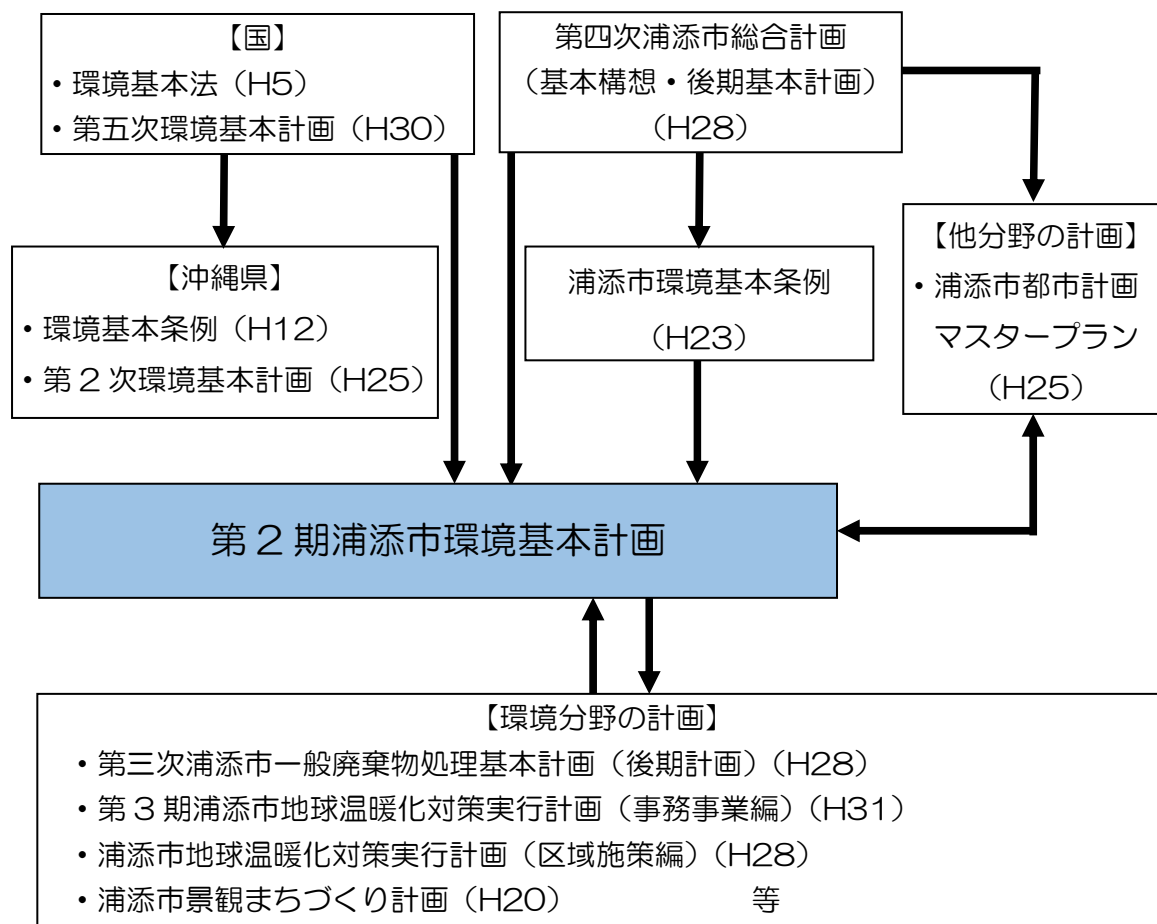 【国】
・環境基本法（H5）
・第五次環境基本計画（H30）
第四次浦添市総合計画
（基本構想・後期基本計画）
（H28）
【沖縄県】
・環境基本条例（H12）
・第２次環境基本計画（H25）
浦添市環境基本条例
（H23）
【他分野の計画】
・浦添市都市計画
マスタープラン
（H25）
第２期浦添市環境基本計画
【環境分野の計画】
・第三次浦添市一般廃棄物処理基本計画（後期計画）（H28）
・第３期浦添市地球温暖化対策実行計画（事務事業編）（H31）
・浦添市地球温暖化対策実行計画（区域施策編）（H28）
・浦添市景観まちづくり計画（H20）　　　　　　　等